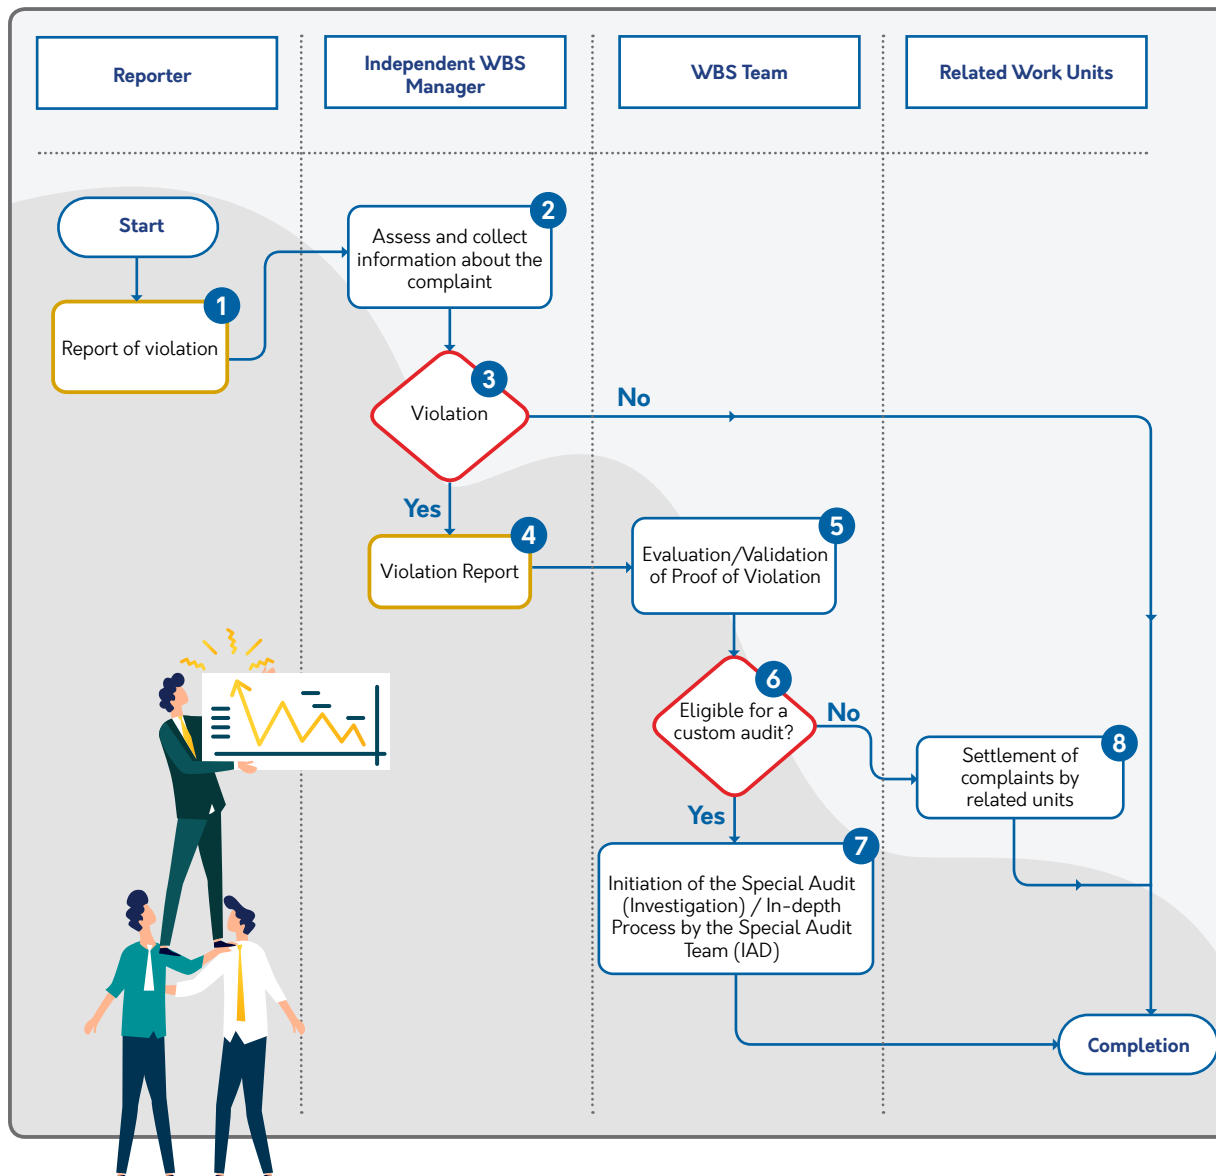 Reporter
Independent WBS
Manager
WBS Team
Related Work Units
Start
1
Report of violation
2
Assess and collect
information about the
complaint
3
Violation
No
Yes
4
Violation Report
5
Evaluation/Validation
of Proof of Violation
6
Eligible for a
custom audit?
No
Yes
8
Settlement of
complaints by
related units
7
Initiation of the Special Audit
(Investigation) / In-depth
Process by the Special Audit
Team (IAD)
Completion